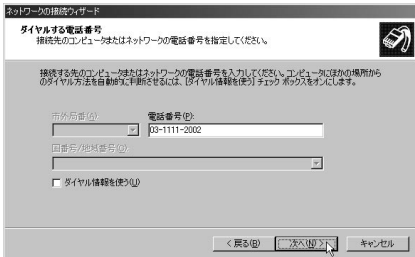 ネットワークの接続ウィザード
ダイヤルする電話番号
接続先のコンピュータまたはネットワークの電話番号を指定してください。
接続する先のコンピュータまたはネットワークの電話番号を入力してください。コンピュータにほかの場所から
のダイヤル方法を自動的に判断させるには、[ダイヤル情報を使う] チェック ボックスをオンにします。
市外局番(A): 電話番号(P):
03-1111-2002
国番号/地域番号(O):
ダイヤル情報を使う(U)
< 戻る(B) 次へ(N) > キャンセル